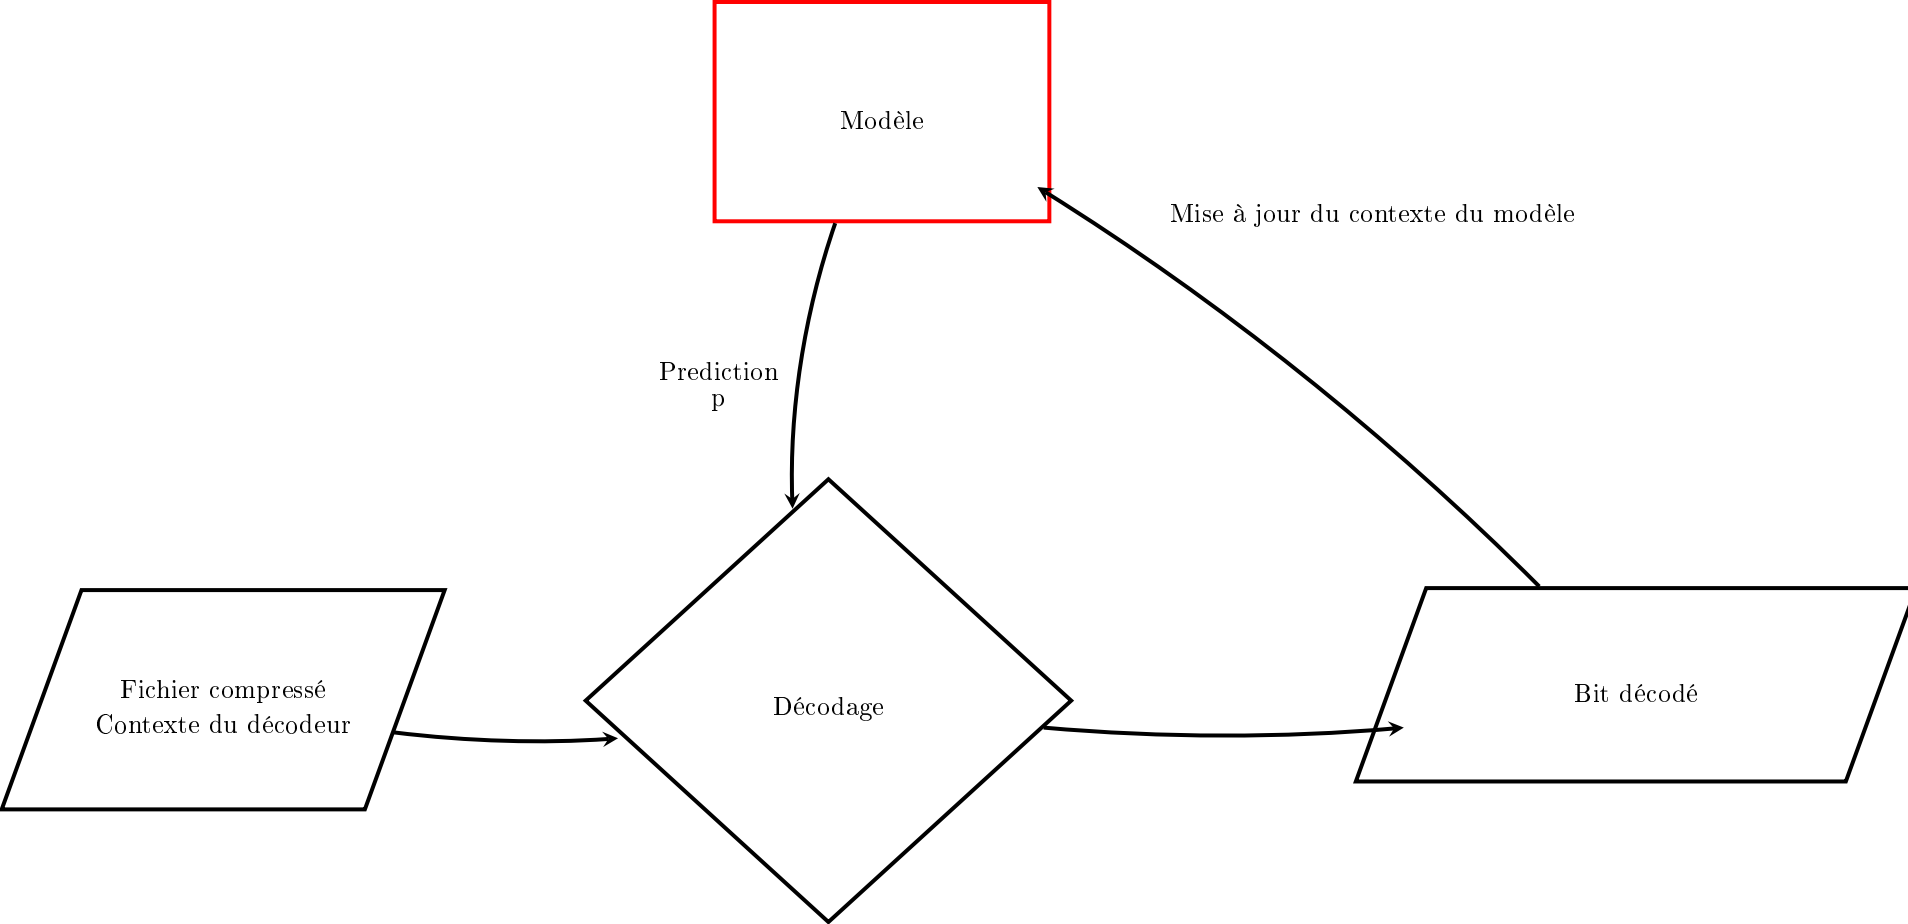 Modèle
Mise à jour du contexte du modèle
Prediction
p
Fichier compressé
Contexte du décodeur
Décodage
Bit décodé